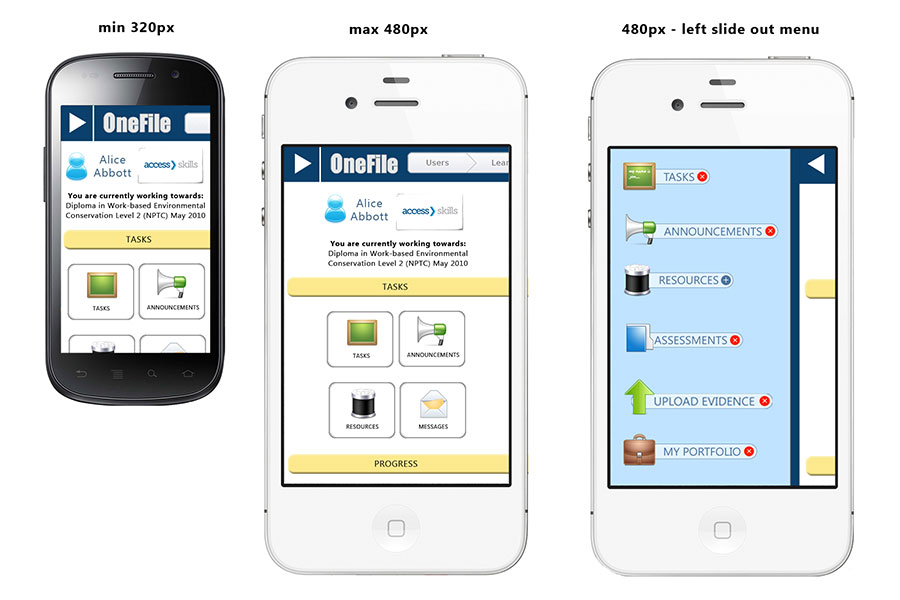 min 320px
OneFile
Alice
Abbott
access skills
You are currently working towards:
Diploma in Work-based Environmental
Conservation Level 2 (NPTC) May 2010
TASKS
TASKS
ANNOUNCEMENTS
max 480px
OneFile
Users
Lear
Alice
Abbott
access skills
You are currently working towards:
Diploma in Work-based Environmental
Conservation Level 2 (NPTC) May 2010
TASKS
TASKS
ANNOUNCEMENTS
RESOURCES
MESSAGES
PROGRESS
480px - left slide out menu
TASKS
ANNOUNCEMENTS
RESOURCES
ASSESSMENTS
UPLOAD EVIDENCE
MY PORTFOLIO